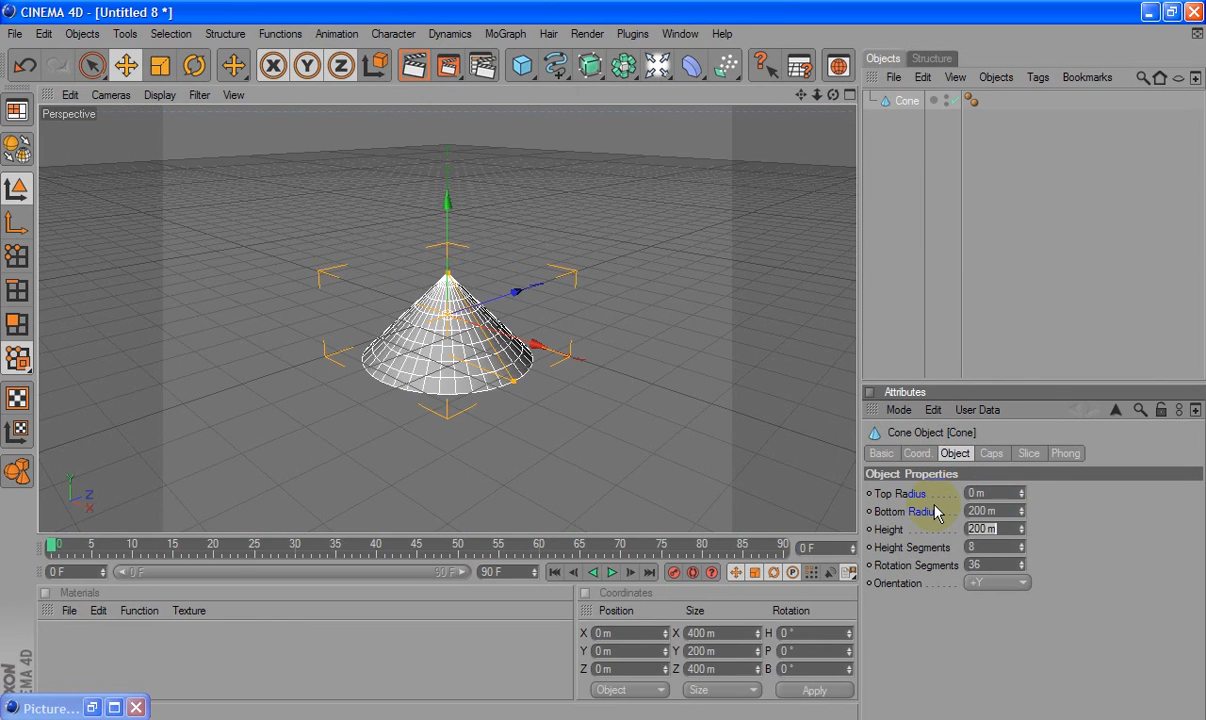 CINEMA 4D - [Untitled 8 *]
File Edit Objects Tools Selection Structure Functions Animation Character Dynamics MoGraph Hair Render Plugins Window Help
X Y Z
Objects Structure
File Edit View Objects Tags Bookmarks
Cone
Edit Cameras Display Filter View
Perspective
Y
Z
X
Attributes
Mode Edit User Data
Cone Object [Cone]
Basic Coord. Object Caps Slice Phong
Object Properties
Top Radius 0 m
Bottom Radius 200 m
Height 200 m
Height Segments 8
Rotation Segments 36
Orientation +Y
0 5 10 15 20 25 30 35 40 45 50 55 60 65 70 75 80 85 90 0 F
0 F 0 F 90 F 90 F
P
Materials
File Edit Function Texture
Coordinates
Position Size Rotation
X 0 m X 400 m H 0 °
Y 0 m Y 200 m P 0 °
Z 0 m Z 400 m B 0 °
Object Size Apply
MAXON
CINEMA 4D
Picture...